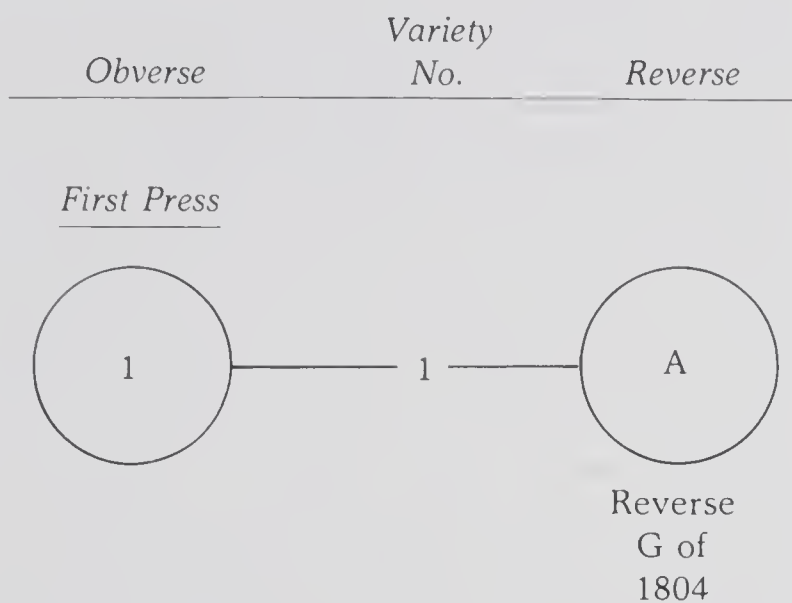 Obverse Variety No. Reverse
First Press
1 1 A
Reverse
G of
1804